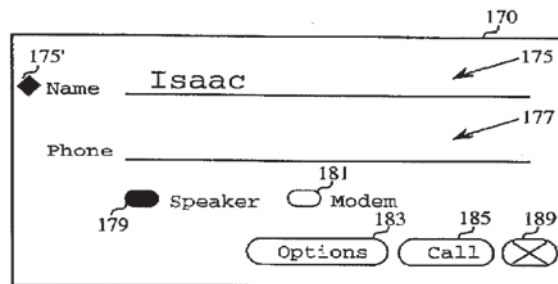 170
175'
175
Name Isaac
177
Phone
181
Speaker Modem
179
183 185 189
Options Call